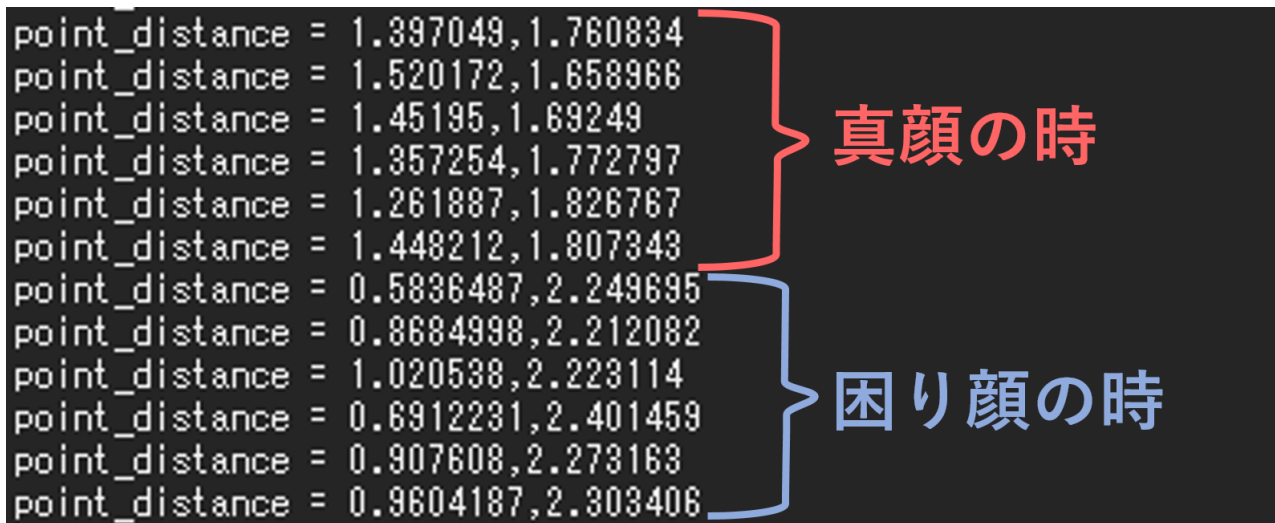 point_distance = 1.397049,1.760834
point_distance = 1.520172,1.658966
point_distance = 1.45195,1.69249
point_distance = 1.357254,1.772797
point_distance = 1.261887,1.826767
point_distance = 1.448212,1.807343
point_distance = 0.5836487,2.249695
point_distance = 0.8684998,2.212082
point_distance = 1.020538,2.223114
point_distance = 0.6912231,2.401459
point_distance = 0.907608,2.273163
point_distance = 0.9604187,2.303406
真顔の時
困り顔の時